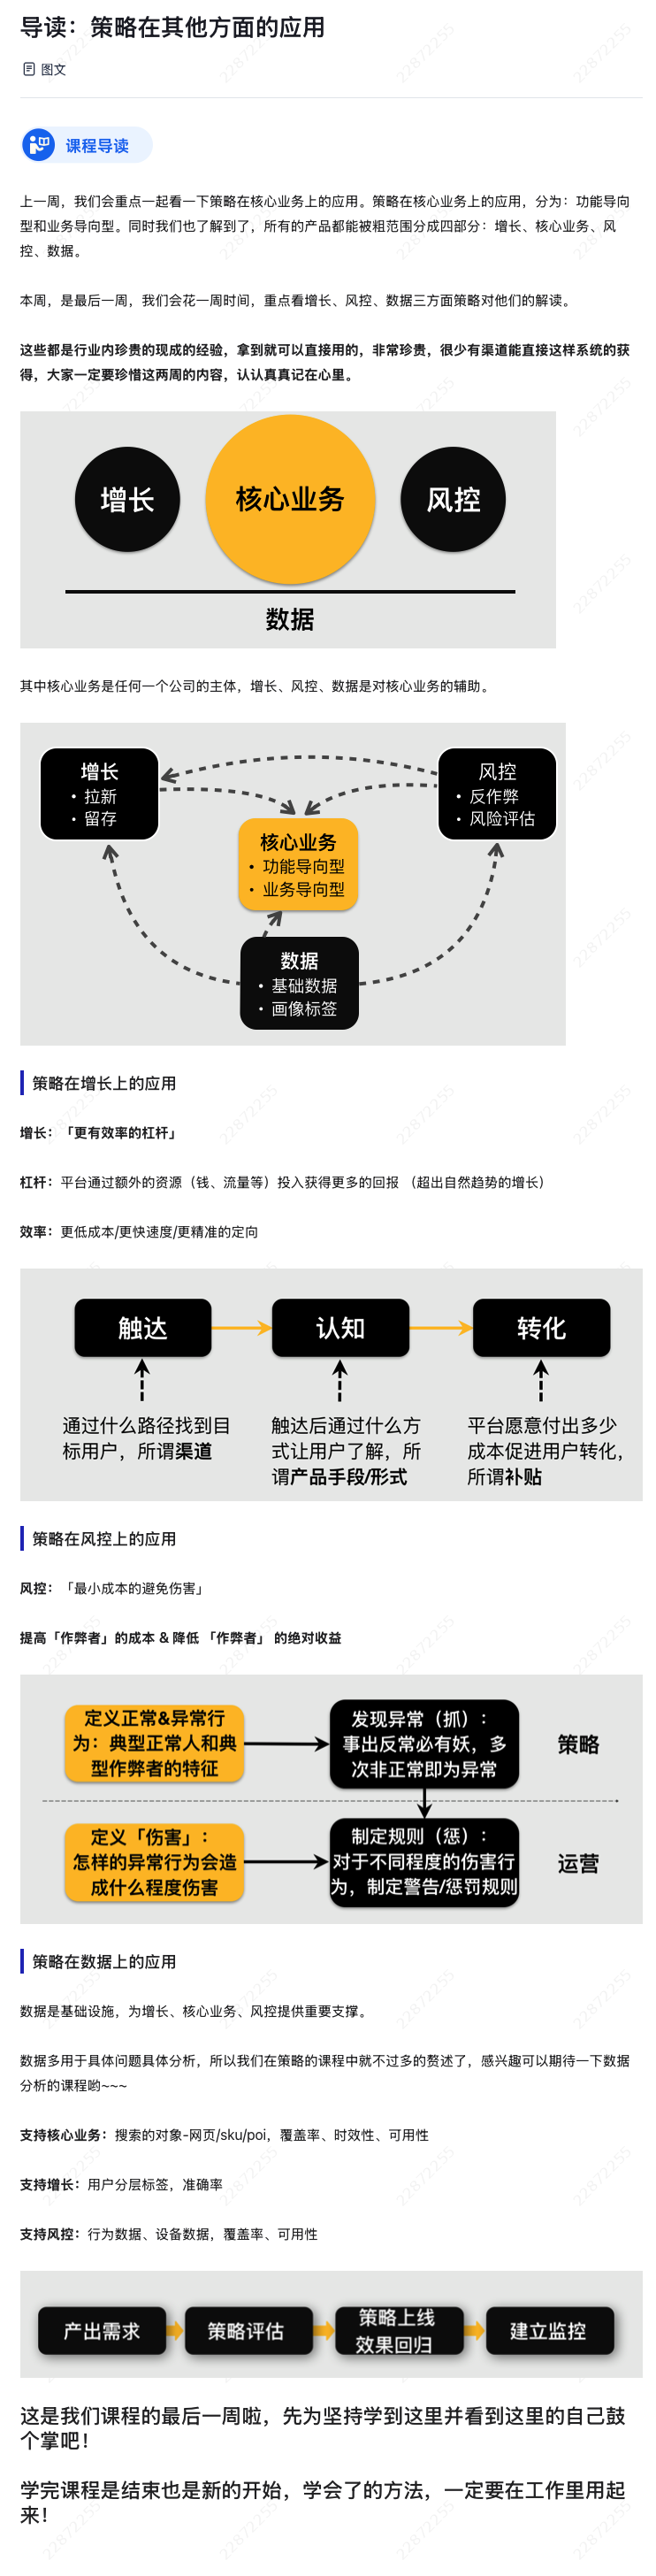 导读：策略在其他方面的应用
图文
课程导读
上一周，我们会重点一起看一下策略在核心业务上的应用。策略在核心业务上的应用，分为：功能导向
型和业务导向型。同时我们也了解到了，所有的产品都能被粗范围分成四部分：增长、核心业务、风
控、数据。
本周，是最后一周，我们会花一周时间，重点看增长、风控、数据三方面策略对他们的解读。
这些都是行业内珍贵的现成的经验，拿到就可以直接用的，非常珍贵，很少有渠道能直接这样系统的获
得，大家一定要珍惜这两周的内容，认认真真记在心里。
增长
核心业务
风控
数据
其中核心业务是任何一个公司的主体，增长、风控、数据是对核心业务的辅助。
增长
• 拉新
• 留存
风控
• 反作弊
• 风险评估
核心业务
• 功能导向型
• 业务导向型
数据
• 基础数据
• 画像标签
策略在增长上的应用
增长：「更有效率的杠杆」
杠杆：平台通过额外的资源（钱、流量等）投入获得更多的回报 （超出自然趋势的增长）
效率：更低成本/更快速度/更精准的定向
触达
认知
转化
通过什么路径找到目
标用户，所谓渠道
触达后通过什么方
式让用户了解，所
谓产品手段/形式
平台愿意付出多少
成本促进用户转化，
所谓补贴
策略在风控上的应用
风控：「最小成本的避免伤害」
提高「作弊者」的成本 & 降低 「作弊者」 的绝对收益
定义正常&异常行
为：典型正常人和典
型作弊者的特征
发现异常（抓）：
事出反常必有妖，多
次非正常即为异常
策略
定义「伤害」：
怎样的异常行为会造
成什么程度伤害
制定规则（惩）：
对于不同程度的伤害行
为，制定警告/惩罚规则
运营
策略在数据上的应用
数据是基础设施，为增长、核心业务、风控提供重要支撑。
数据多用于具体问题具体分析，所以我们在策略的课程中就不过多的赘述了，感兴趣可以期待一下数据
分析的课程哟~~~
支持核心业务：搜索的对象-网页/sku/poi，覆盖率、时效性、可用性
支持增长：用户分层标签，准确率
支持风控：行为数据、设备数据，覆盖率、可用性
产出需求
策略评估
策略上线
效果回归
建立监控
这是我们课程的最后一周啦，先为坚持学到这里并看到这里的自己鼓
个掌吧！
学完课程是结束也是新的开始，学会了的方法，一定要在工作里用起
来！
22872255